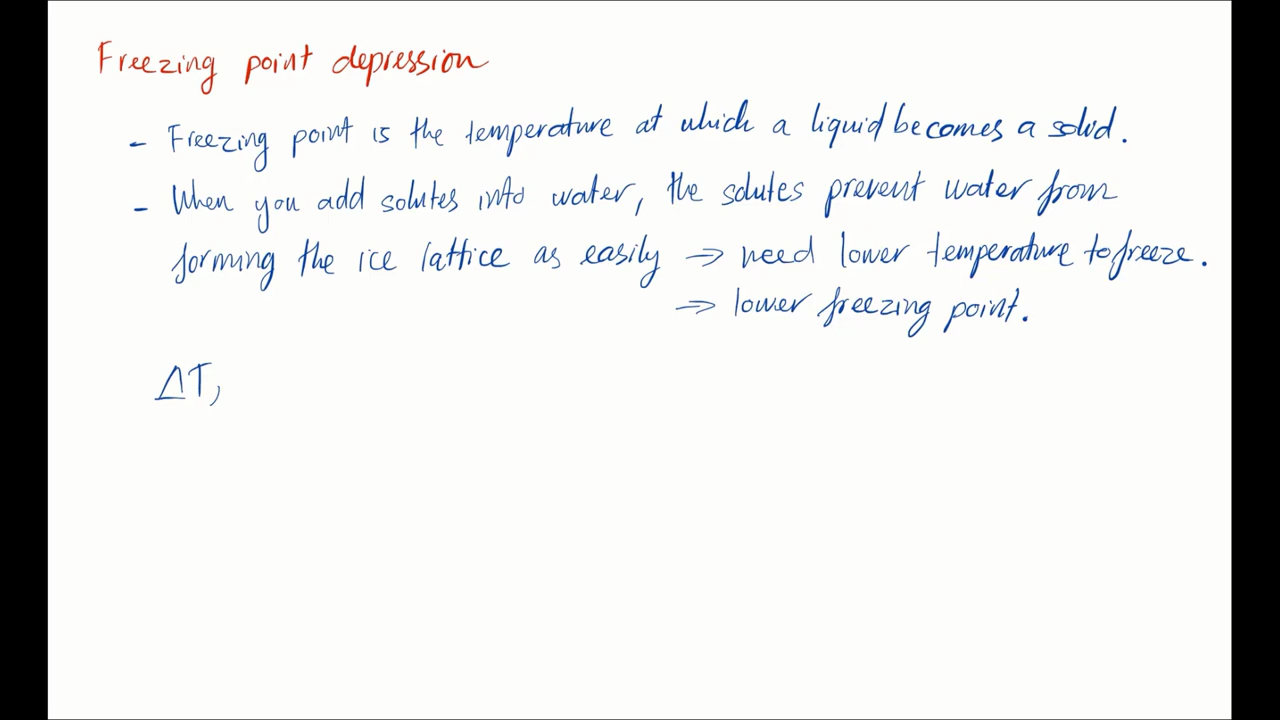 Freezing point depression
- Freezing point is the temperature at which a liquid becomes a solid.
- When you add solutes into water, the solutes prevent water from
forming the ice lattice as easily → need lower temperature to freeze.
→ lower freezing point.
ΔT,